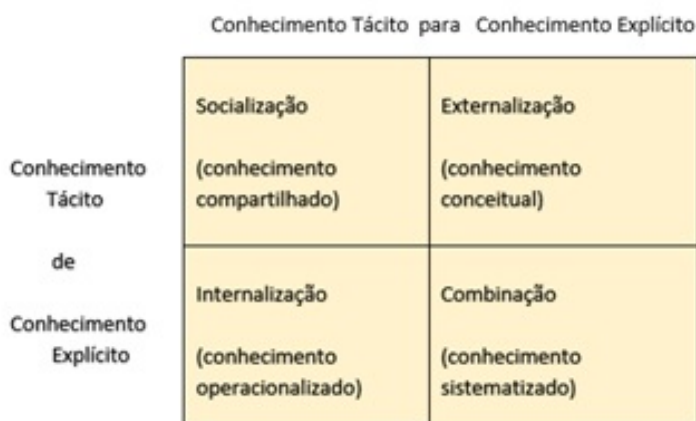 Conhecimento Tácito para Conhecimento Explícito
Socialização
Externalização
Conhecimento
Tácito
(conhecimento
compartilhado)
(conhecimento
conceitual)
de
Conhecimento
Explícito
Internalização
Combinação
(conhecimento
operacionalizado)
(conhecimento
sistematizado)